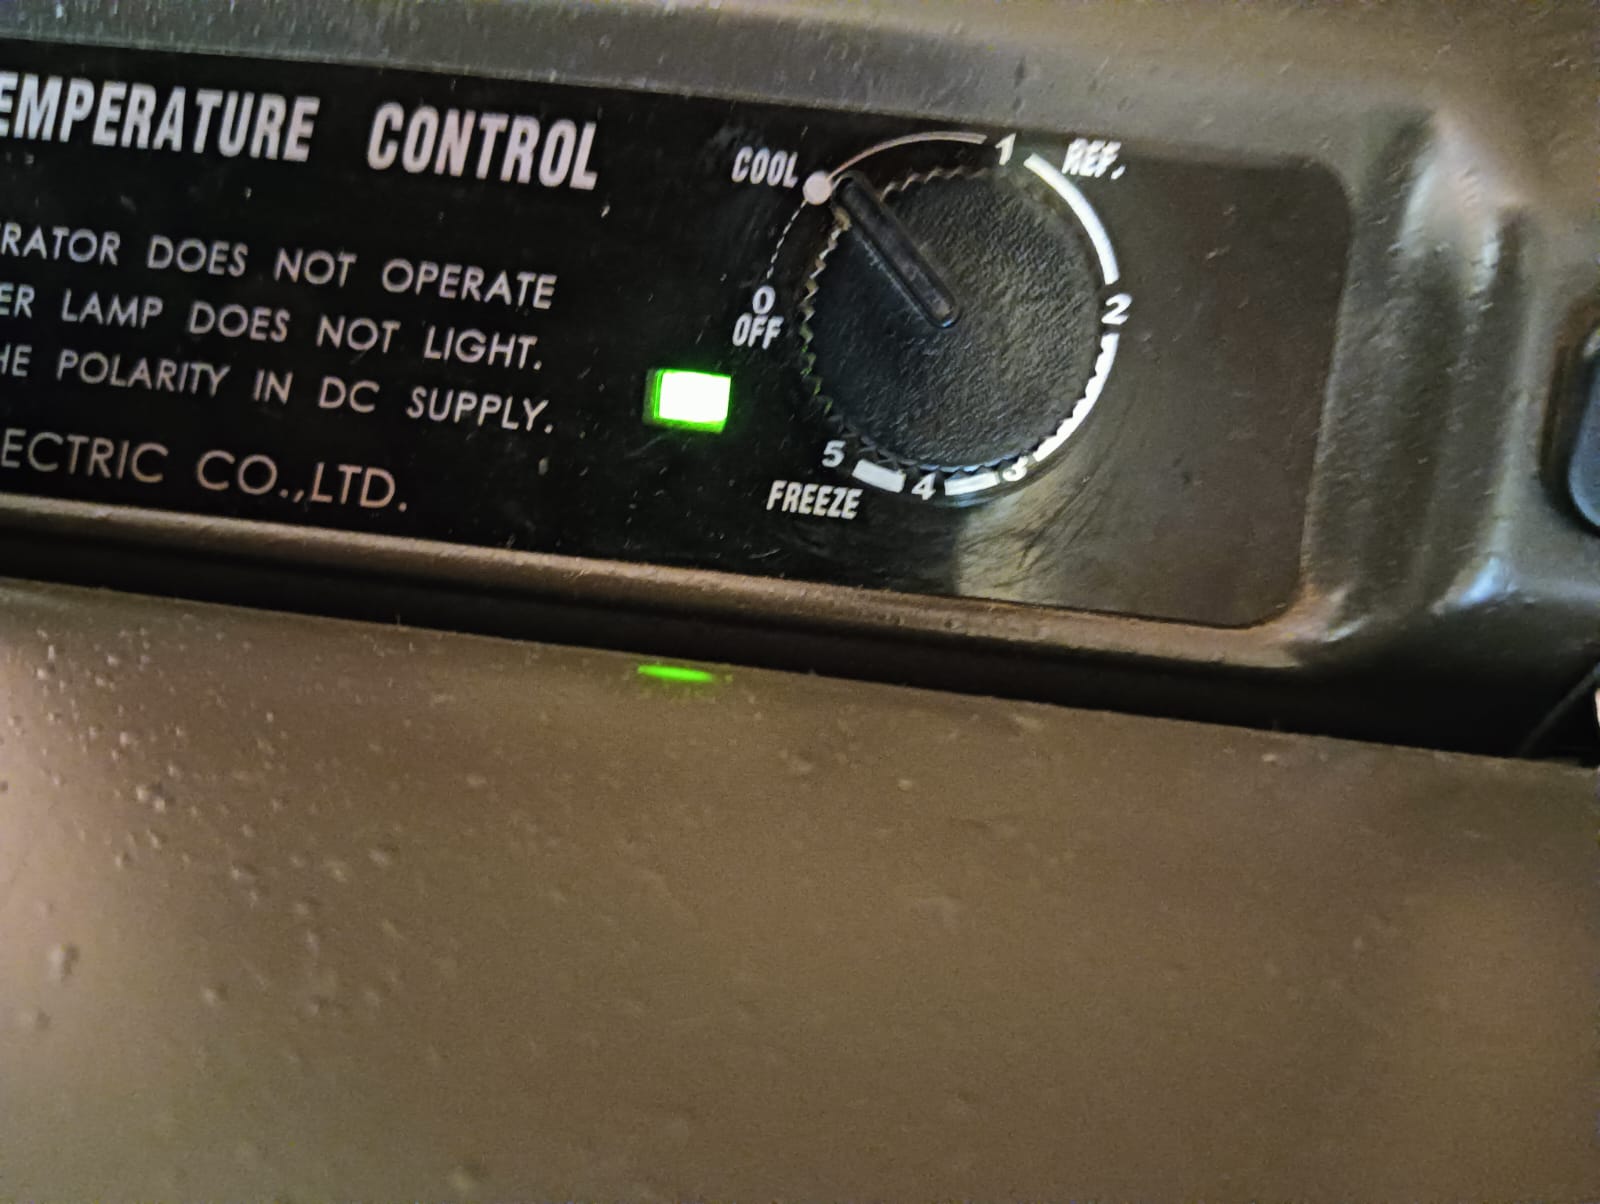 EMPERATURE CONTROL
RATOR DOES NOT OPERATE
ER LAMP DOES NOT LIGHT.
HE POLARITY IN DC SUPPLY.
ECTRIC CO.,LTD.
COOL
1
REF.
2
0
OFF
5
4
3
FREEZE